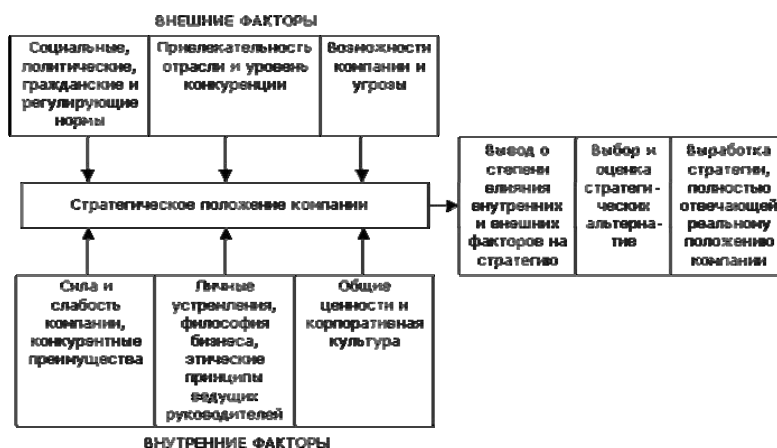 ВНЕШНИЕ ФАКТОРЫ
Социальные,
политические,
гражданские и
регулирующие
нормы
Привлекательность
отрасли и уровень
конкуренции
Возможности
компании и
угрозы
Стратегическое положение компании
Вывод о
степени
влияния
внутренних
и внешних
факторов на
стратегию
Выбор и
оценка
стратеги-
ческих
альтерна-
тив
Выработка
стратегии,
полностью
отвечающей
реальному
положению
компании
Сила и
слабость
компании,
конкурентные
преимущества
Личные
устремления,
философия
бизнеса,
этические
принципы
ведущих
руководителей
Общие
ценности и
корпоративная
культура
ВНУТРЕННИЕ ФАКТОРЫ